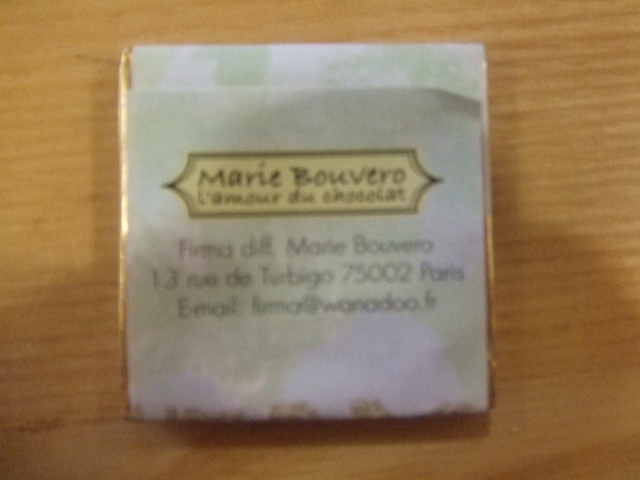 Marie Bouvero
l'amour du chocolat
Firma diff. Marie Bouvero
13 rue de Turbigo 75002 Paris
E-mail: firma@wanadoo.fr